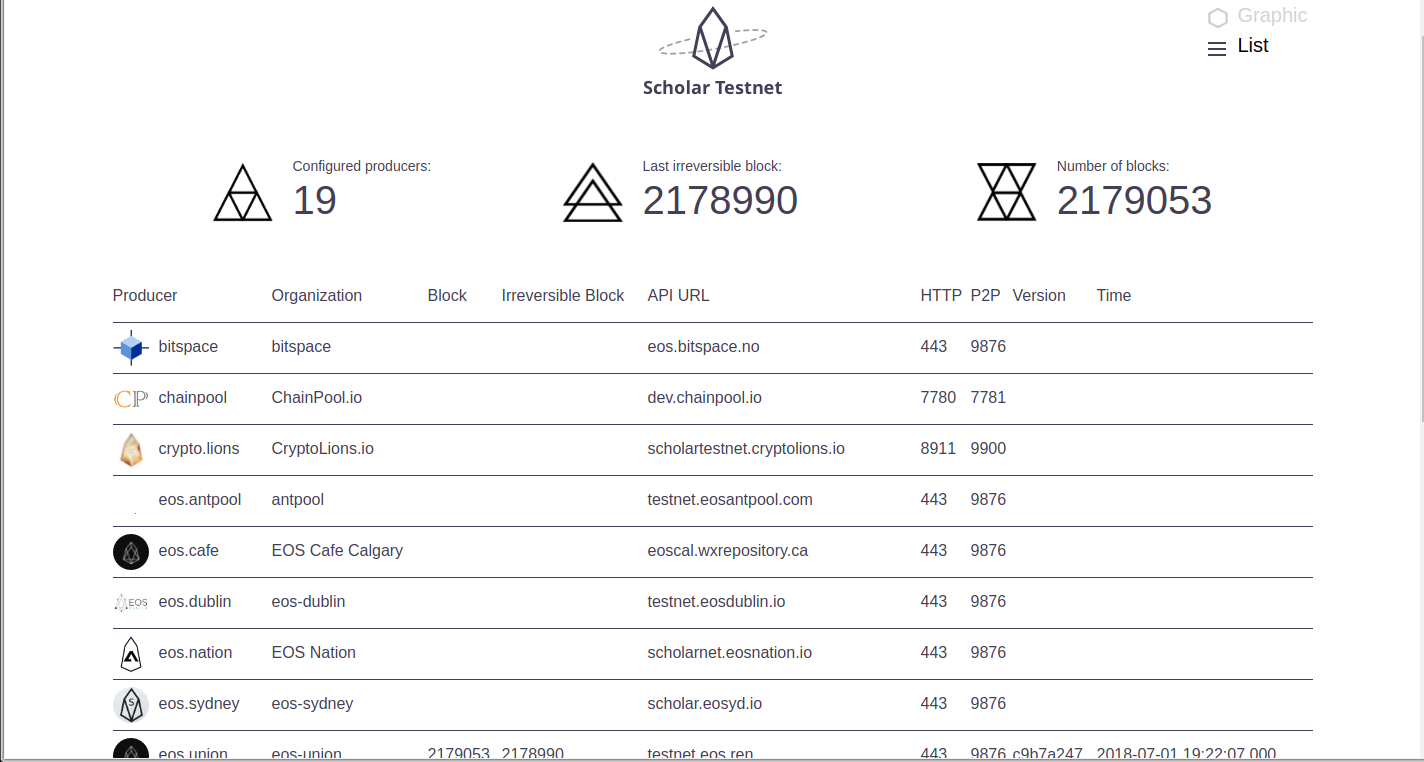 Graphic
List
Scholar Testnet
Configured producers:
19
Last irreversible block:
2178990
Number of blocks:
2179053
Producer Organization Block Irreversible Block API URL HTTP P2P Version Time
bitspace bitspace eos.bitspace.no 443 9876
CP chainpool ChainPool.io dev.chainpool.io 7780 7781
crypto.lions CryptoLions.io scholartestnet.cryptolions.io 8911 9900
eos.antpool antpool testnet.eosantpool.com 443 9876
eos.cafe EOS Cafe Calgary eoscal.wxrepository.ca 443 9876
EOS eos.dublin eos-dublin testnet.eosdublin.io 443 9876
eos.nation EOS Nation scholarnet.eosnation.io 443 9876
S eos.sydney eos-sydney scholar.eosyd.io 443 9876
eos.union eos-union 2179053 2178990 testnet.eos.ren 443 9876 c9b7a247 2018-07-01 19:22:07.000